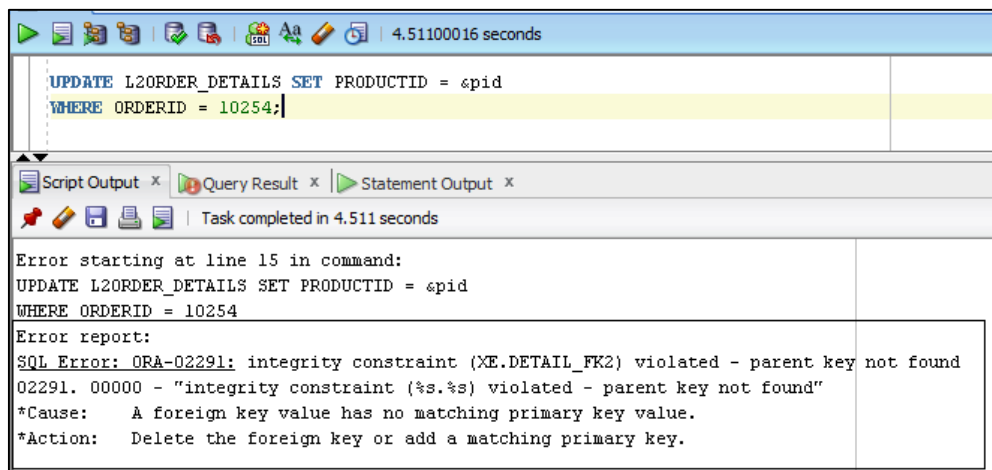 4.51100016 seconds
UPDATE L2ORDER_DETAILS SET PRODUCTID = &pid
WHERE ORDERID = 10254;
Script Output x Query Result x Statement Output x
Task completed in 4.511 seconds
Error starting at line 15 in command:
UPDATE L2ORDER_DETAILS SET PRODUCTID = &pid
WHERE ORDERID = 10254
Error report:
SQL Error: ORA-02291: integrity constraint (XE.DETAIL_FK2) violated - parent key not found
02291. 00000 - "integrity constraint (%s.%s) violated - parent key not found"
*Cause: A foreign key value has no matching primary key value.
*Action: Delete the foreign key or add a matching primary key.